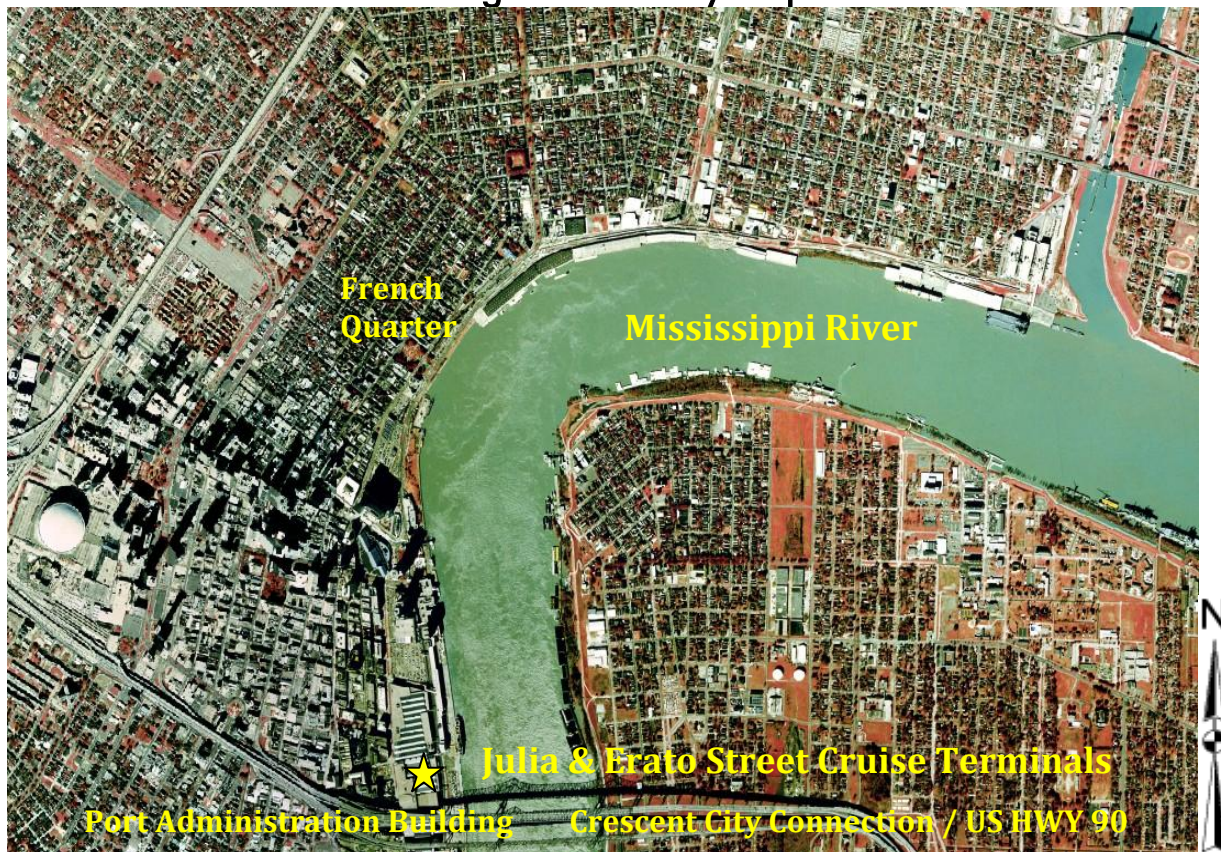 French
Quarter
Mississippi River
Julia & Erato Street Cruise Terminals
Port Administration Building
Crescent City Connection / US HWY 90
N